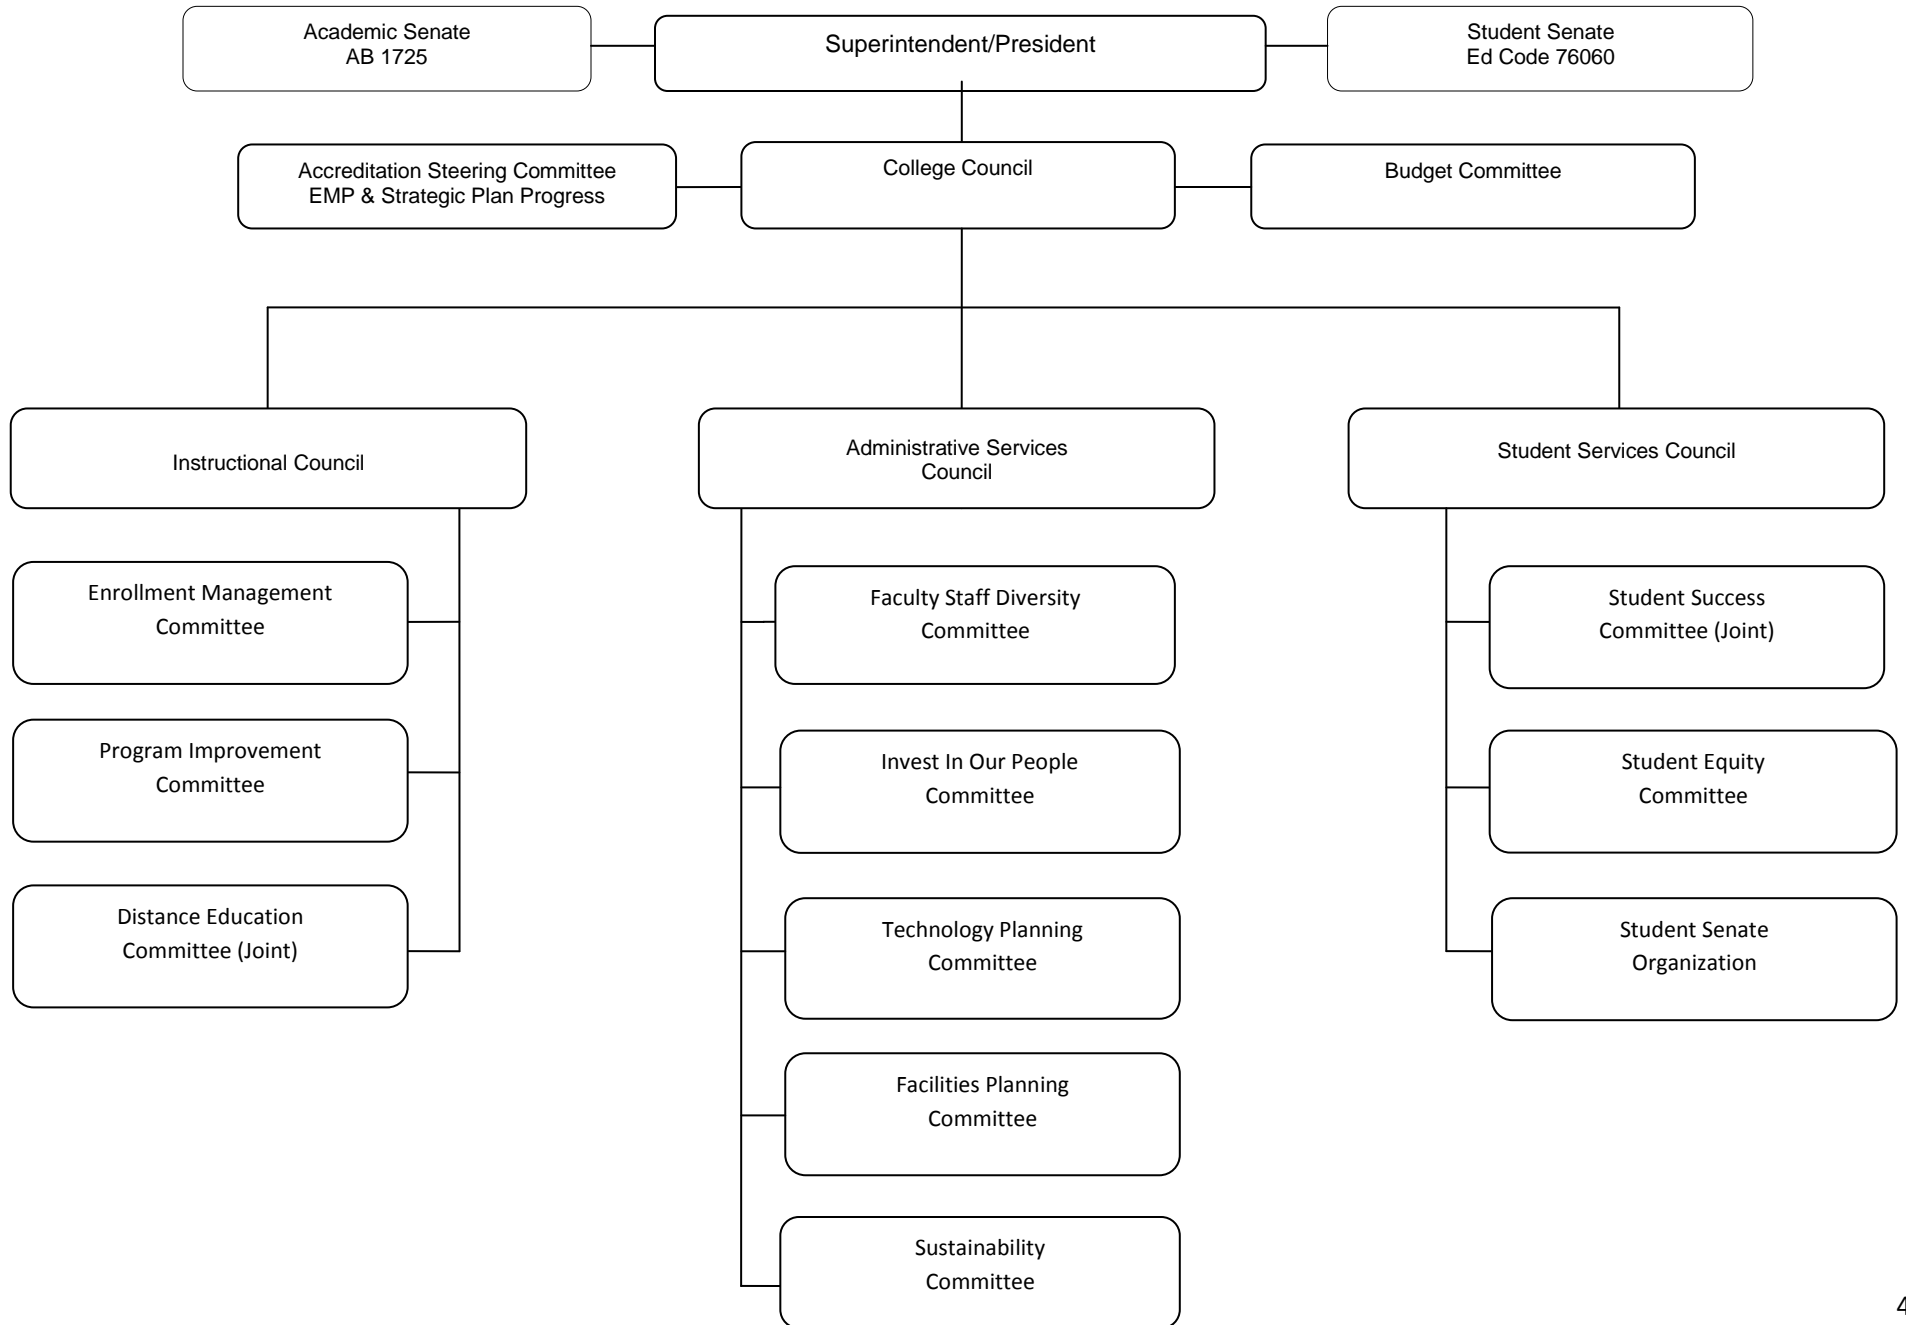 Academic Senate
AB 1725
Superintendent/President
Student Senate
Ed Code 76060
Accreditation Steering Committee
EMP & Strategic Plan Progress
College Council
Budget Committee
Instructional Council
Administrative Services
Council
Student Services Council
Enrollment Management
Committee
Program Improvement
Committee
Distance Education
Committee (Joint)
Faculty Staff Diversity
Committee
Invest In Our People
Committee
Technology Planning
Committee
Facilities Planning
Committee
Sustainability
Committee
Student Success
Committee (Joint)
Student Equity
Committee
Student Senate
Organization
4